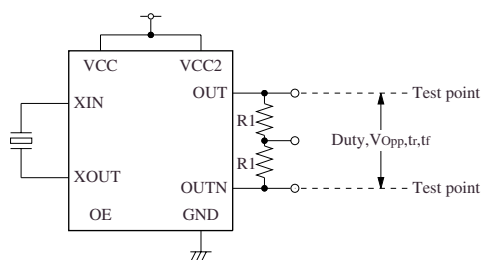 VCC VCC2
XIN OUT Test point
R1
Duty,VOpp,tr,tf
R1
XOUT OUTN Test point
OE GND